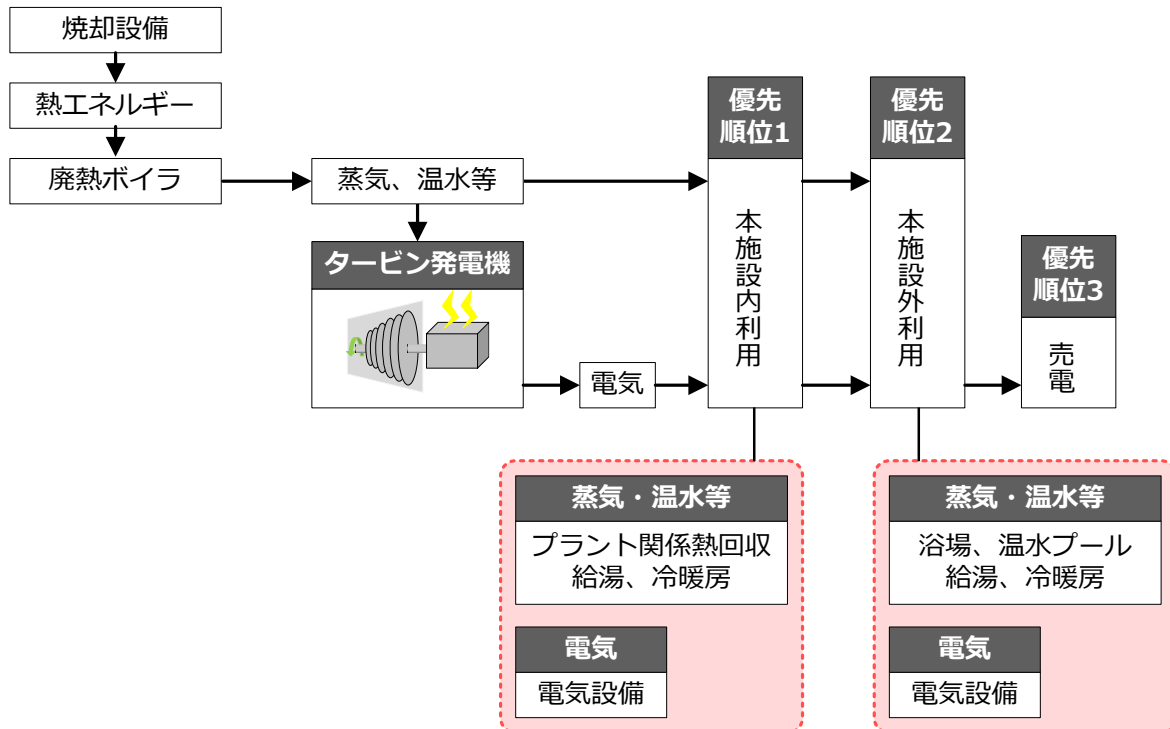 焼却設備
熱エネルギー
廃熱ボイラ
蒸気、温水等
タービン発電機
電気
優先
順位1
本施設内利用
優先
順位2
本施設外利用
優先
順位3
売電
蒸気・温水等
プラント関係熱回収
給湯、冷暖房
電気
電気設備
蒸気・温水等
浴場、温水プール
給湯、冷暖房
電気
電気設備